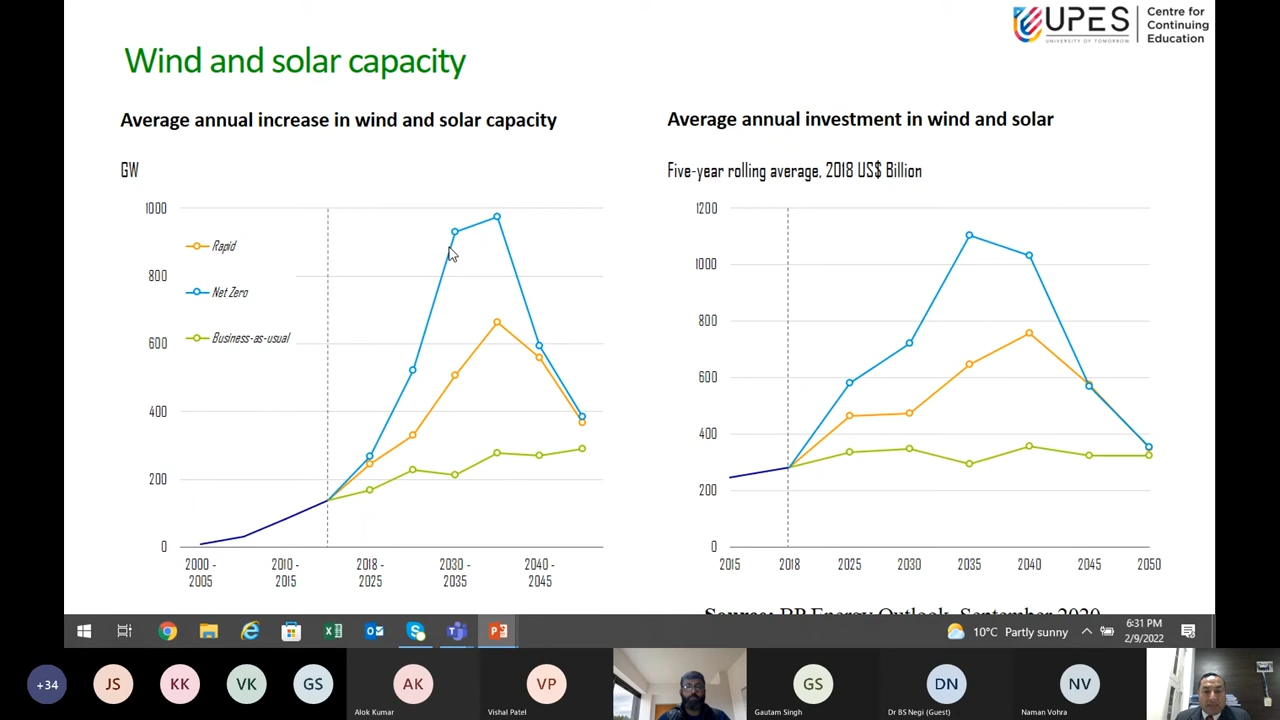 UPES
UNIVERSITY OF TOMORROW
Centre for
Continuing
Education
Wind and solar capacity
Average annual increase in wind and solar capacity
GW
1000
800
600
400
200
0
Rapid
Net Zero
Business-as-usual
2000 - 2005
2010 - 2015
2018 - 2025
2030 - 2035
2040 - 2045
Average annual investment in wind and solar
Five-year rolling average, 2018 US$ Billion
1200
1000
800
600
400
200
0
2015 2018 2025 2030 2035 2040 2045 2050
Source: BP Energy Outlook, September 2020
10°C Partly sunny
6:31 PM
2/9/2022
+34
JS
KK
VK
GS
AK
Alok Kumar
VP
Vishal Patel
GS
Gautam Singh
DN
Dr BS Negi (Guest)
NV
Naman Vohra